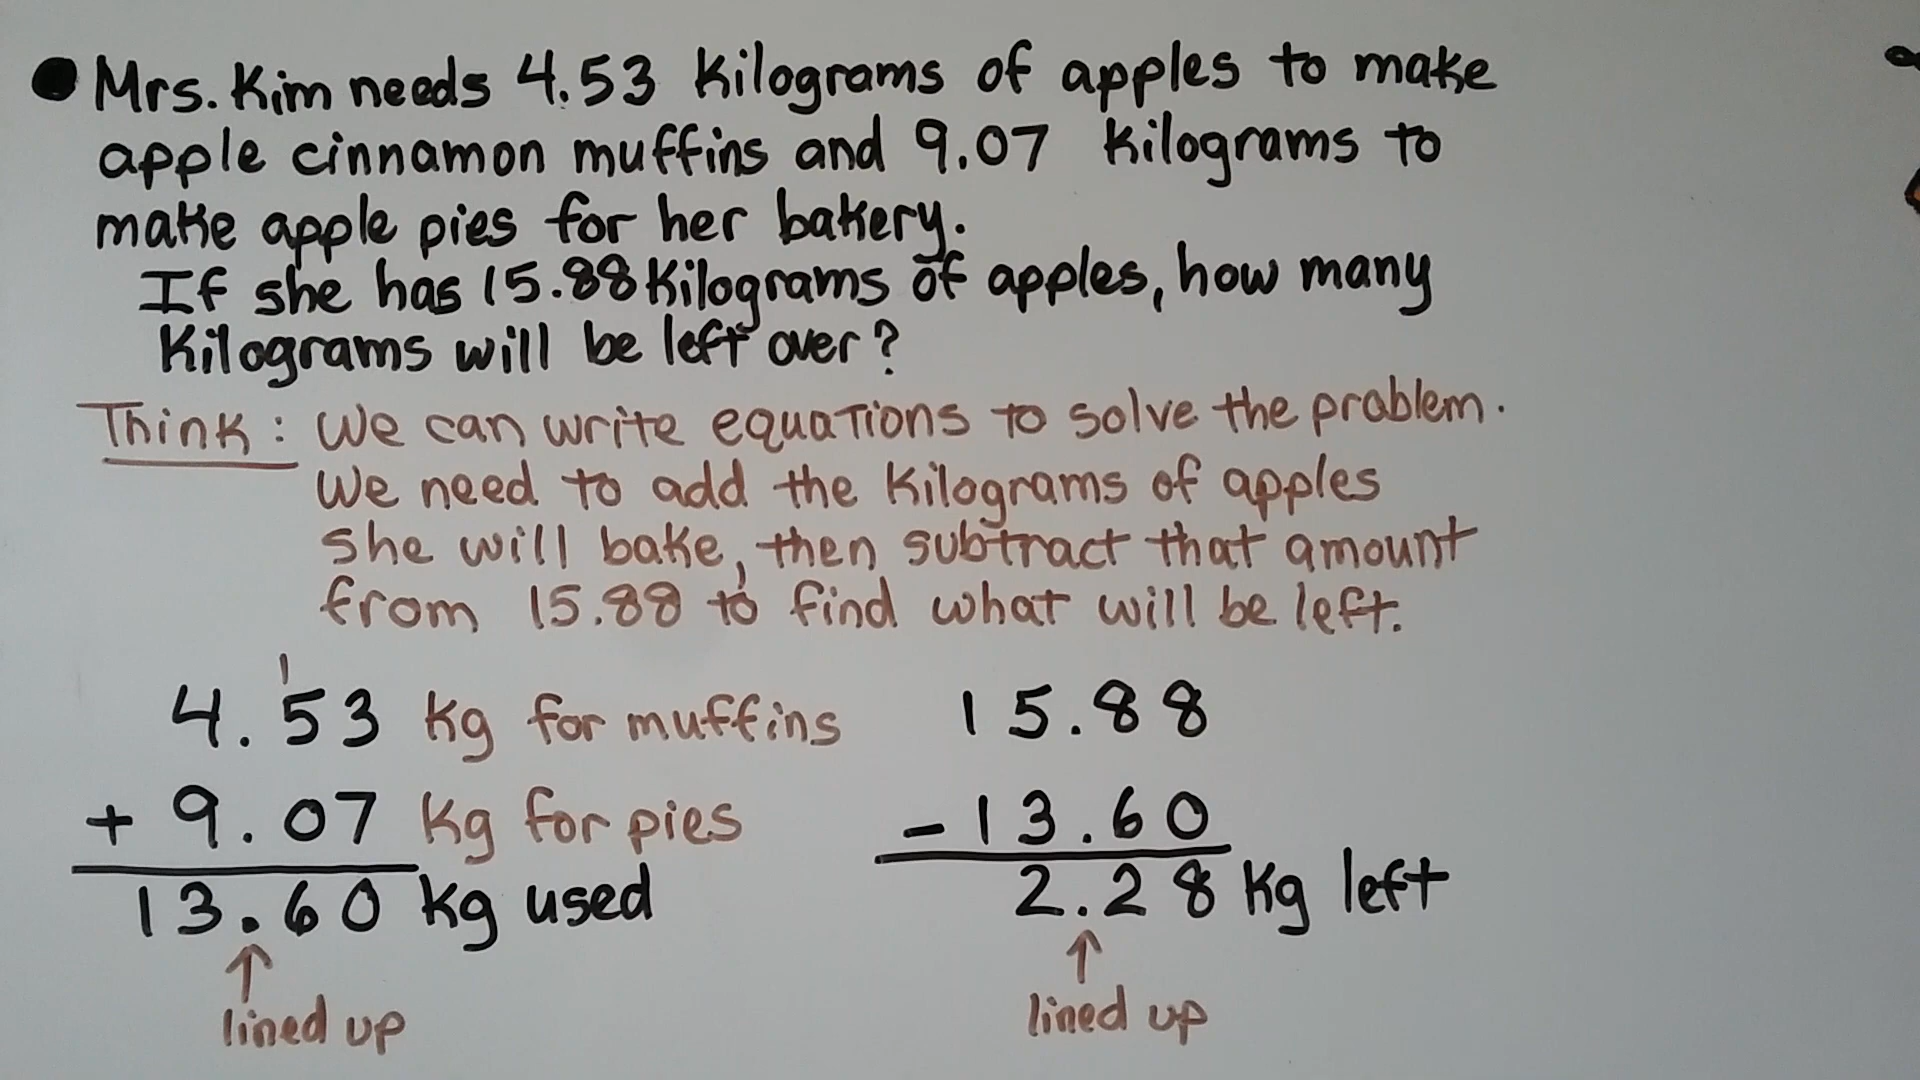 Mrs. Kim needs 4.53 Kilograms of apples to make
apple cinnamon muffins and 9.07 Kilograms to
make apple pies for her bakery.
If she has 15.88 Kilograms of apples, how many
Kilograms will be left over?
Think: We can write equations to solve the problem.
We need to add the Kilograms of apples
she will bake, then subtract that amount
from 15.88 to find what will be left.
1
4.53 kg for muffins
+ 9.07 kg for pies
13.60 kg used
↑
lined up
15.88
- 13.60
2.28 Kg left
↑
lined up